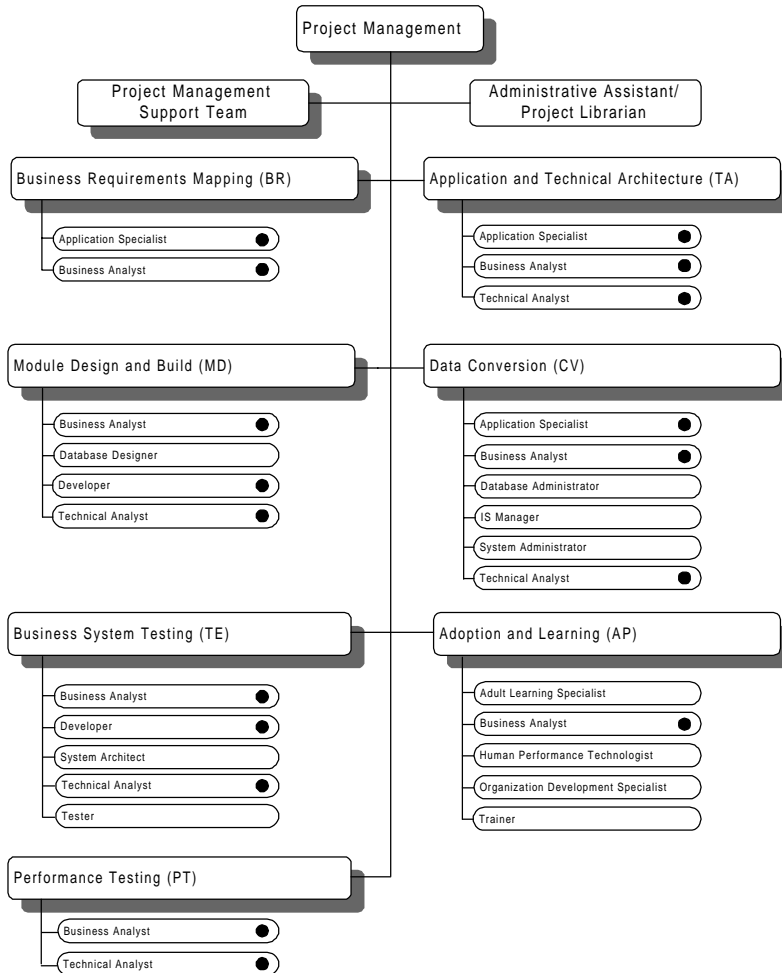 Project Management
Project Management
Support Team
Administrative Assistant/
Project Librarian
Business Requirements Mapping (BR)
Application Specialist
Business Analyst
Application and Technical Architecture (TA)
Application Specialist
Business Analyst
Technical Analyst
Module Design and Build (MD)
Business Analyst
Database Designer
Developer
Technical Analyst
Data Conversion (CV)
Application Specialist
Business Analyst
Database Administrator
IS Manager
System Administrator
Technical Analyst
Business System Testing (TE)
Business Analyst
Developer
System Architect
Technical Analyst
Tester
Adoption and Learning (AP)
Adult Learning Specialist
Business Analyst
Human Performance Technologist
Organization Development Specialist
Trainer
Performance Testing (PT)
Business Analyst
Technical Analyst